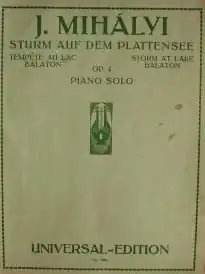 J. MIHÁLYI
STURM AUF DEM PLATTENSEE
TEMPÊTE AU LAC
BALATON
STORM AT LAKE
BALATON
OP. 4
PIANO SOLO
UNIVERSAL-EDITION